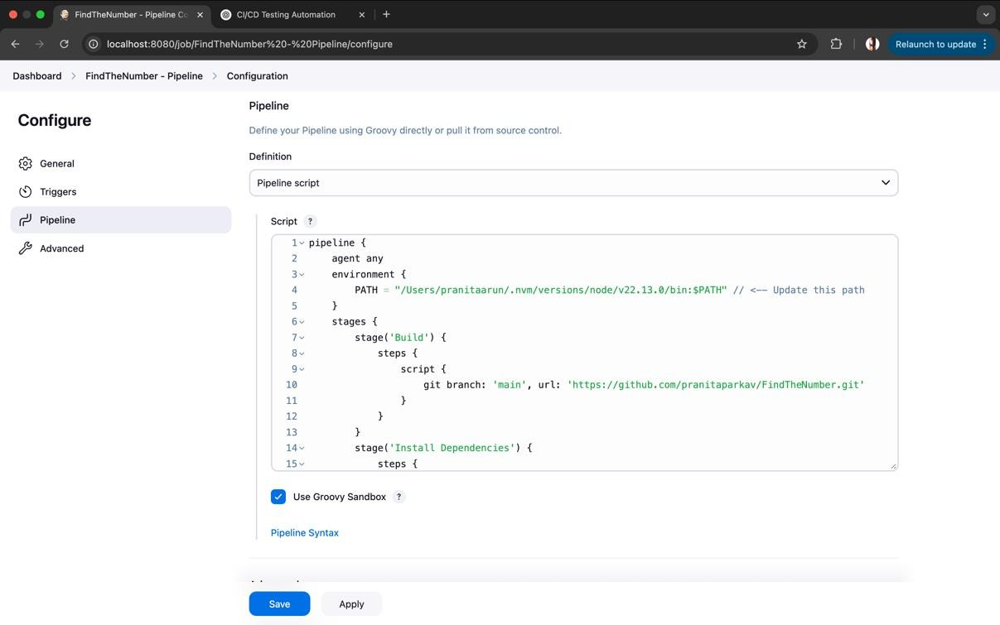 FindTheNumber - Pipeline Co
CI/CD Testing Automation
localhost:8080/job/FindTheNumber%20-%20Pipeline/configure
Relaunch to update
Dashboard > FindTheNumber - Pipeline > Configuration
Configure
General
Triggers
Pipeline
Advanced
Pipeline
Define your Pipeline using Groovy directly or pull it from source control.
Definition
Pipeline script
Script ?
1 pipeline {
2     agent any
3     environment {
4         PATH = "/Users/pranitaarun/.nvm/versions/node/v22.13.0/bin:$PATH" // <-- Update this path
5     }
6     stages {
7         stage('Build') {
8             steps {
9                 script {
10                     git branch: 'main', url: 'https://github.com/pranitaparkav/FindTheNumber.git'
11                 }
12             }
13         }
14         stage('Install Dependencies') {
15             steps {
Use Groovy Sandbox ?
Pipeline Syntax
Save
Apply